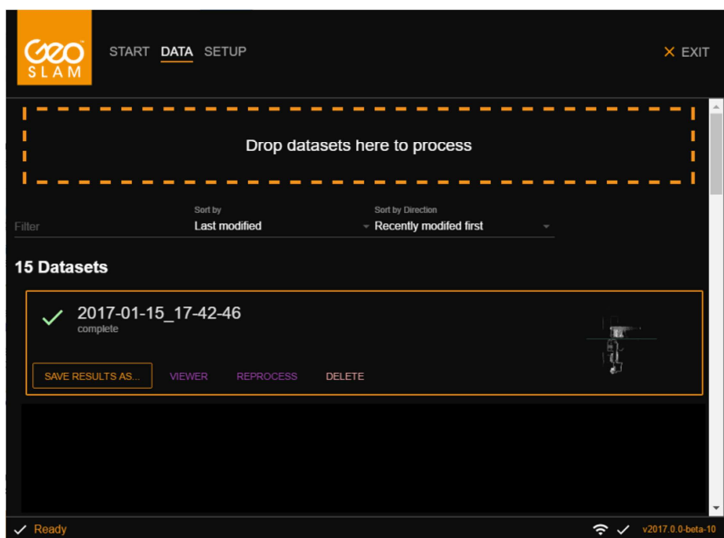 GEO
SLAM
START DATA SETUP
EXIT
Drop datasets here to process
Filter
Sort by
Last modified
Sort by Direction
Recently modifed first
15 Datasets
2017-01-15_17-42-46
complete
SAVE RESULTS AS...
VIEWER
REPROCESS
DELETE
Ready
v2017.0.0-beta-10